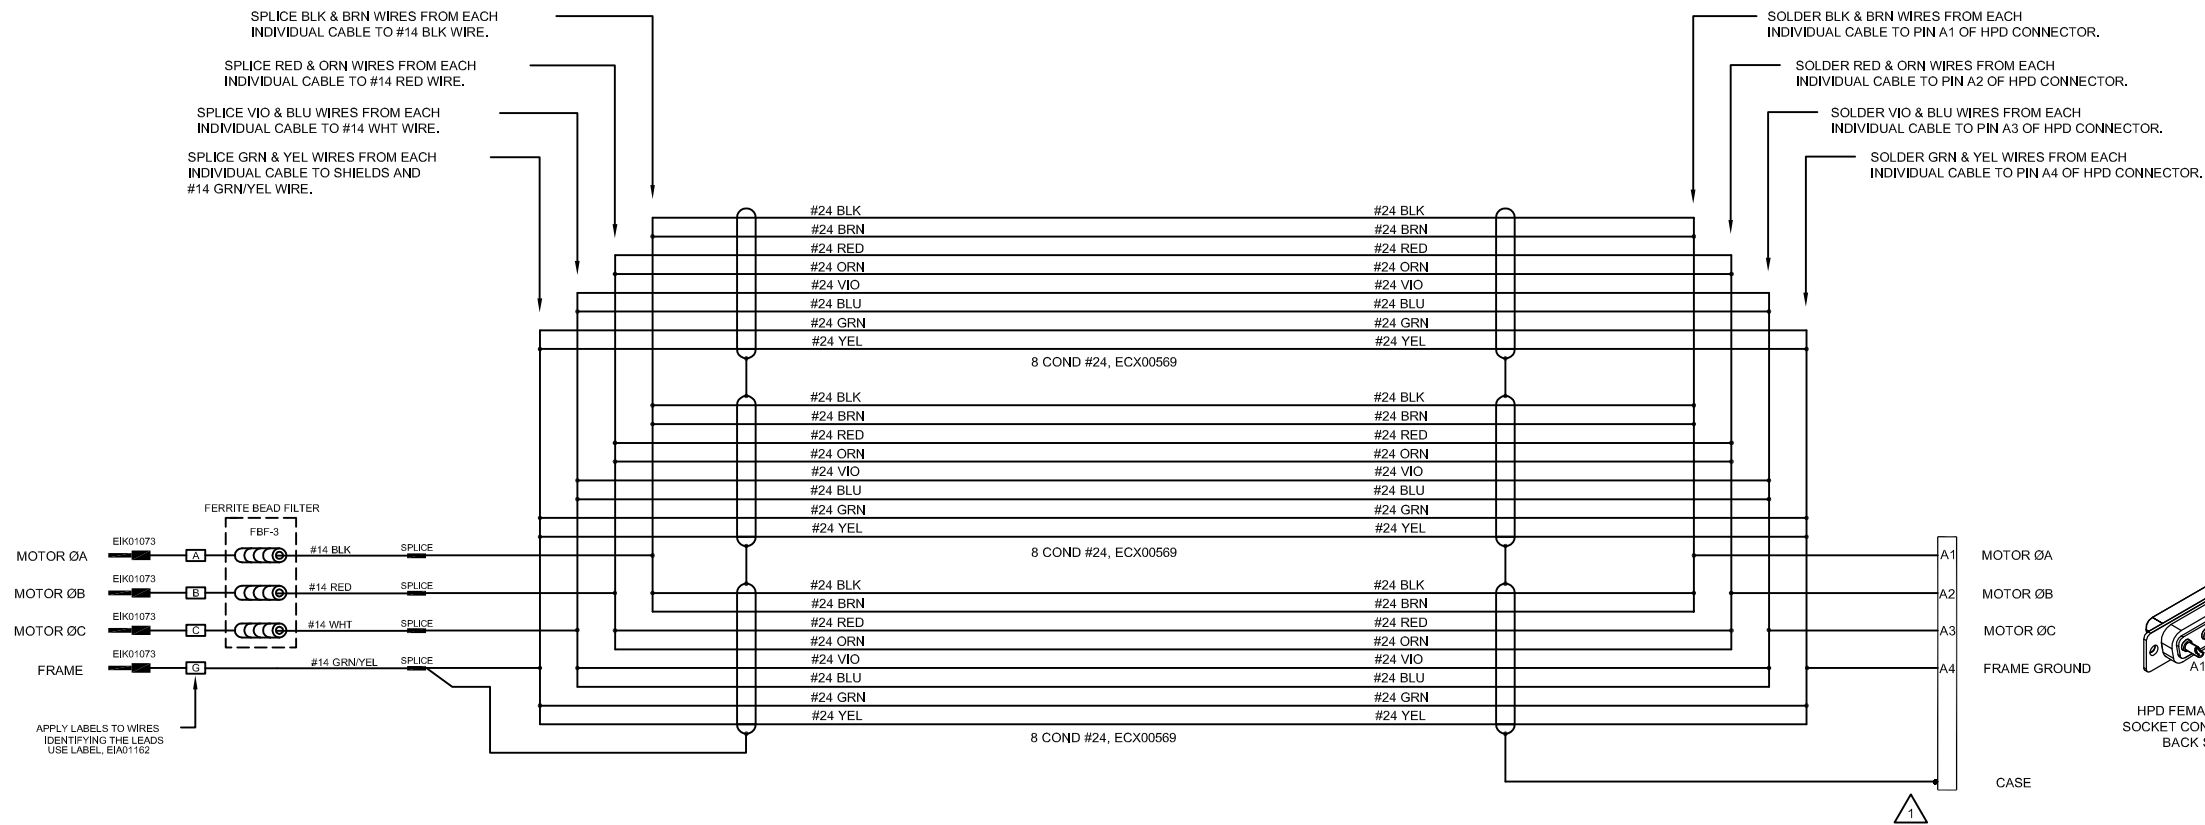 SPLICE BLK & BRN WIRES FROM EACH
INDIVIDUAL CABLE TO #14 BLK WIRE.
SPLICE RED & ORN WIRES FROM EACH
INDIVIDUAL CABLE TO #14 RED WIRE.
SPLICE VIO & BLU WIRES FROM EACH
INDIVIDUAL CABLE TO #14 WHT WIRE.
SPLICE GRN & YEL WIRES FROM EACH
INDIVIDUAL CABLE TO SHIELDS AND
#14 GRN/YEL WIRE.
SOLDER BLK & BRN WIRES FROM EACH
INDIVIDUAL CABLE TO PIN A1 OF HPD CONNECTOR.
SOLDER RED & ORN WIRES FROM EACH
INDIVIDUAL CABLE TO PIN A2 OF HPD CONNECTOR.
SOLDER VIO & BLU WIRES FROM EACH
INDIVIDUAL CABLE TO PIN A3 OF HPD CONNECTOR.
SOLDER GRN & YEL WIRES FROM EACH
INDIVIDUAL CABLE TO PIN A4 OF HPD CONNECTOR.
#24 BLK #24 BLK
#24 BRN #24 BRN
#24 RED #24 RED
#24 ORN #24 ORN
#24 VIO #24 VIO
#24 BLU #24 BLU
#24 GRN #24 GRN
#24 YEL #24 YEL
8 COND #24, ECX00569
#24 BLK #24 BLK
#24 BRN #24 BRN
#24 RED #24 RED
#24 ORN #24 ORN
#24 VIO #24 VIO
#24 BLU #24 BLU
#24 GRN #24 GRN
#24 YEL #24 YEL
8 COND #24, ECX00569
#24 BLK #24 BLK
#24 BRN #24 BRN
#24 RED #24 RED
#24 ORN #24 ORN
#24 VIO #24 VIO
#24 BLU #24 BLU
#24 GRN #24 GRN
#24 YEL #24 YEL
8 COND #24, ECX00569
FERRITE BEAD FILTER
FBF-3
MOTOR ØA EIK01073 A #14 BLK SPLICE
MOTOR ØB EIK01073 B #14 RED SPLICE
MOTOR ØC EIK01073 C #14 WHT SPLICE
FRAME EIK01073 G #14 GRN/YEL SPLICE
APPLY LABELS TO WIRES
IDENTIFYING THE LEADS
USE LABEL, EIA01162
A1 MOTOR ØA
A2 MOTOR ØB
A3 MOTOR ØC
A4 FRAME GROUND
CASE
1
A1
HPD FEMA
SOCKET CON
BACK S